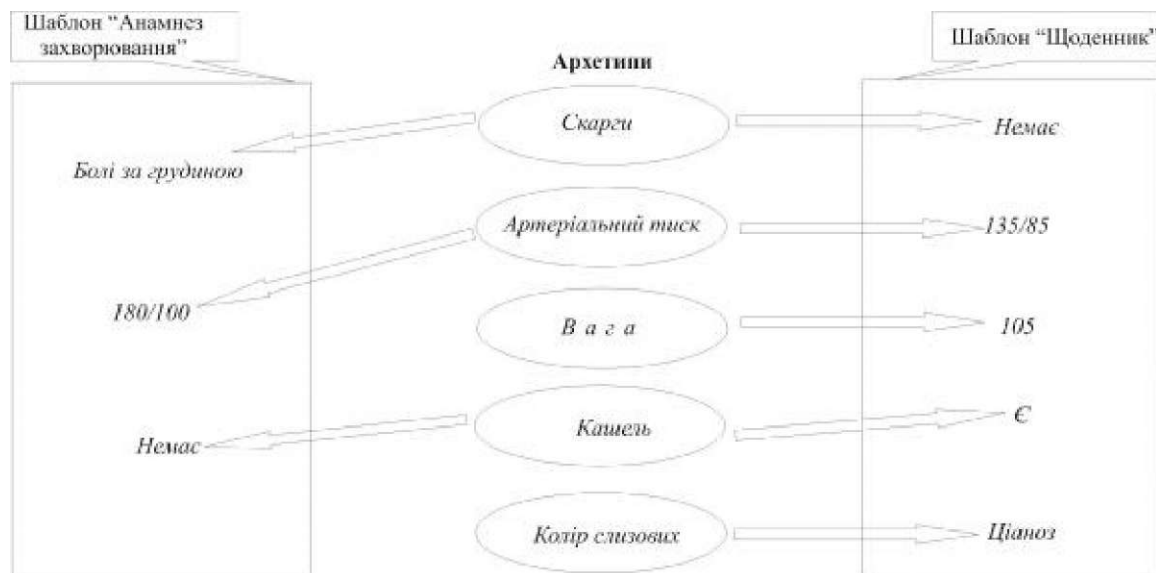 Шаблон “Анамнез
захворювання”
Шаблон “Щоденник”
Архетипи
Скарги
Немає
Болі за грудиною
Артеріальний тиск
135/85
180/100
В а г а
105
Кашель
Є
Немає
Колір слизових
Ціаноз